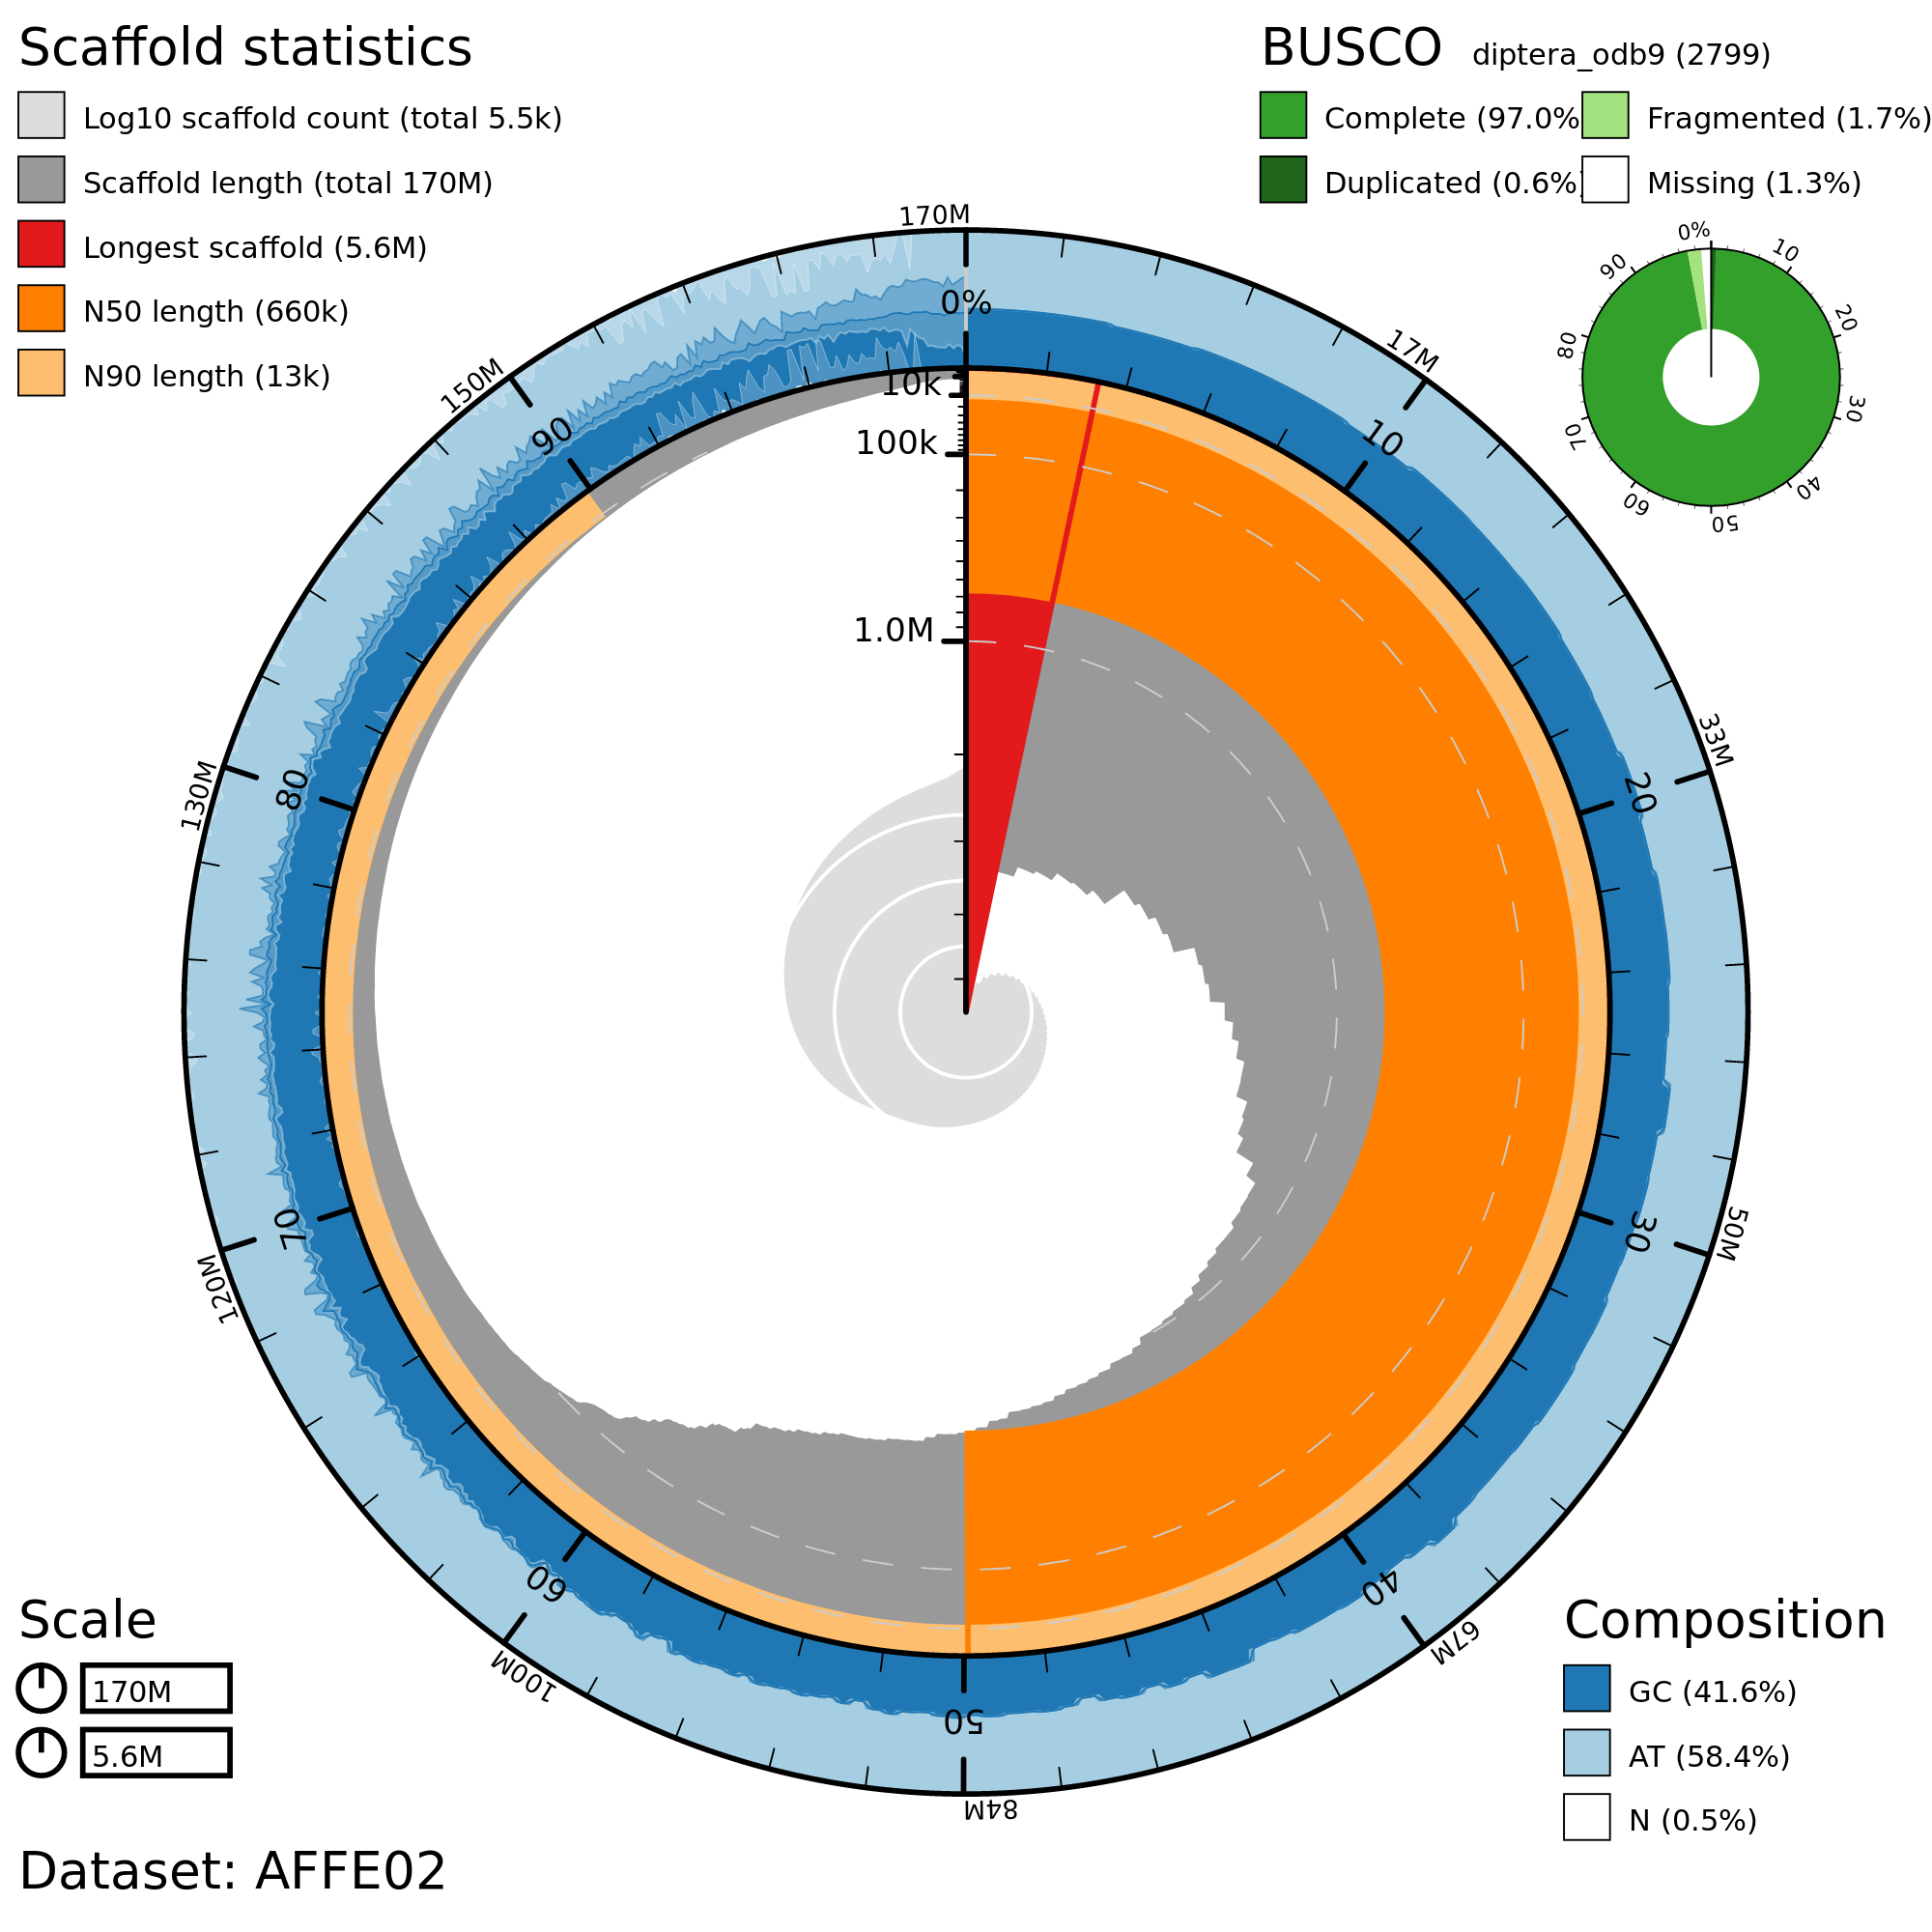 Scaffold statistics
Log10 scaffold count (total 5.5k)
Scaffold length (total 170M)
Longest scaffold (5.6M)
N50 length (660k)
N90 length (13k)
BUSCO diptera_odb9 (2799)
Complete (97.0%
Fragmented (1.7%)
Duplicated (0.6%)
Missing (1.3%)
0%
10
20
30
40
50
60
70
80
90
170M
17M
33M
50M
67M
84M
100M
120M
130M
150M
0%
10
20
30
40
50
60
70
80
90
10k
100k
1.0M
Scale
170M
5.6M
Composition
GC (41.6%)
AT (58.4%)
N (0.5%)
Dataset: AFFE02